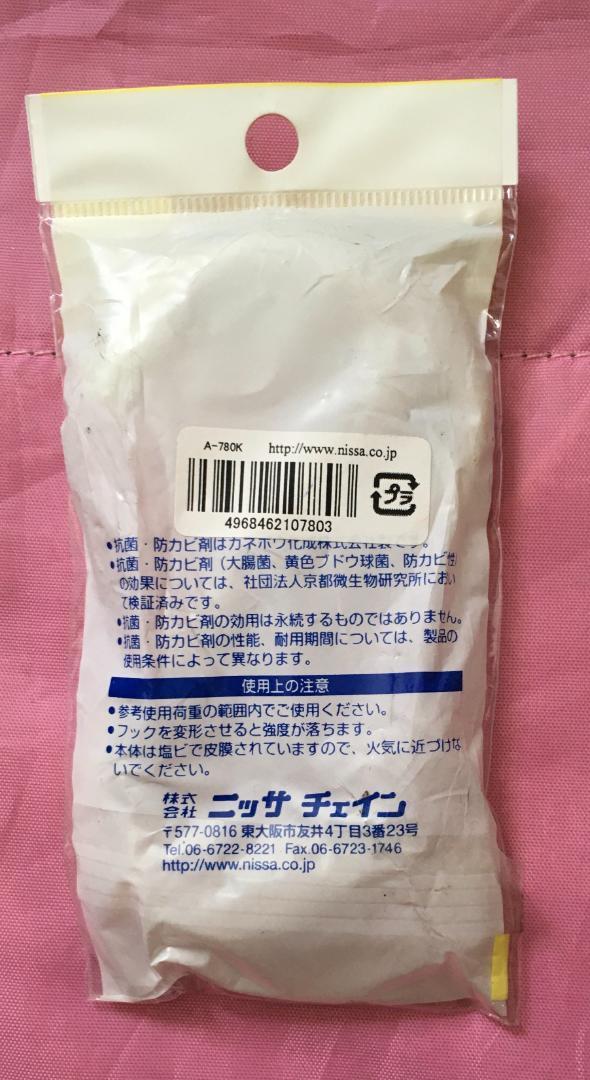 A-780K http://www.nissa.co.jp
プラ
4968462107803
•抗菌・防カビ剤はカネホウ化成株式会社製です。
•抗菌・防カビ剤（大腸菌、黄色ブドウ球菌、防カビ性）
の効果については、社団法人京都微生物研究所におい
て検証済みです。
•抗菌・防カビ剤の効用は永続するものではありません。
•抗菌・防カビ剤の性能、耐用期間については、製品の
使用条件によって異なります。
使用上の注意
•参考使用荷重の範囲内でご使用ください。
•フックを変形させると強度が落ちます。
•本体は塩ビで皮膜されていますので、火気に近づけな
いでください。
株式会社 ニッサ チェイン
〒577-0816 東大阪市友井4丁目3番23号
Tel.06-6722-8221 Fax.06-6723-1746
http://www.nissa.co.jp